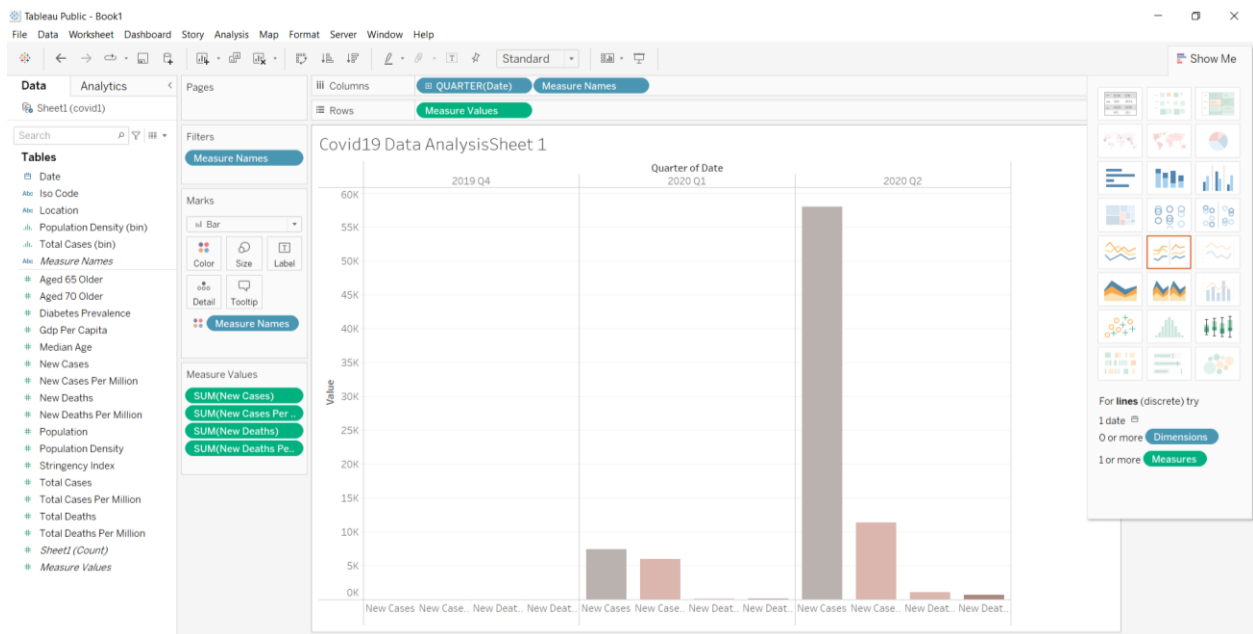 Tableau Public - Book1
File Data Worksheet Dashboard Story Analysis Map Format Server Window Help
Standard
Show Me
Data Analytics
Sheet1 (covid1)
Search
Tables
Date
Abc Iso Code
Abc Location
Population Density (bin)
Total Cases (bin)
Abc Measure Names
# Aged 65 Older
# Aged 70 Older
# Diabetes Prevalence
# Gdp Per Capita
# Median Age
# New Cases
# New Cases Per Million
# New Deaths
# New Deaths Per Million
# Population
# Population Density
# Stringency Index
# Total Cases
# Total Cases Per Million
# Total Deaths
# Total Deaths Per Million
# Sheet1 (Count)
# Measure Values
Pages
Filters
Measure Names
Marks
Bar
Color Size Label
Detail Tooltip
Measure Names
Measure Values
SUM(New Cases)
SUM(New Cases Per ..
SUM(New Deaths)
SUM(New Deaths Pe..
Columns QUARTER(Date) Measure Names
Rows Measure Values
Covid19 Data AnalysisSheet 1
Quarter of Date
2019 Q4 2020 Q1 2020 Q2
60K
55K
50K
45K
40K
35K
30K
25K
20K
15K
10K
5K
0K
Value
New Cases New Case.. New Deat.. New Deat.. New Cases New Case.. New Deat.. New Deat.. New Cases New Case.. New Deat.. New Deat..
For lines (discrete) try
1 date
0 or more Dimensions
1 or more Measures